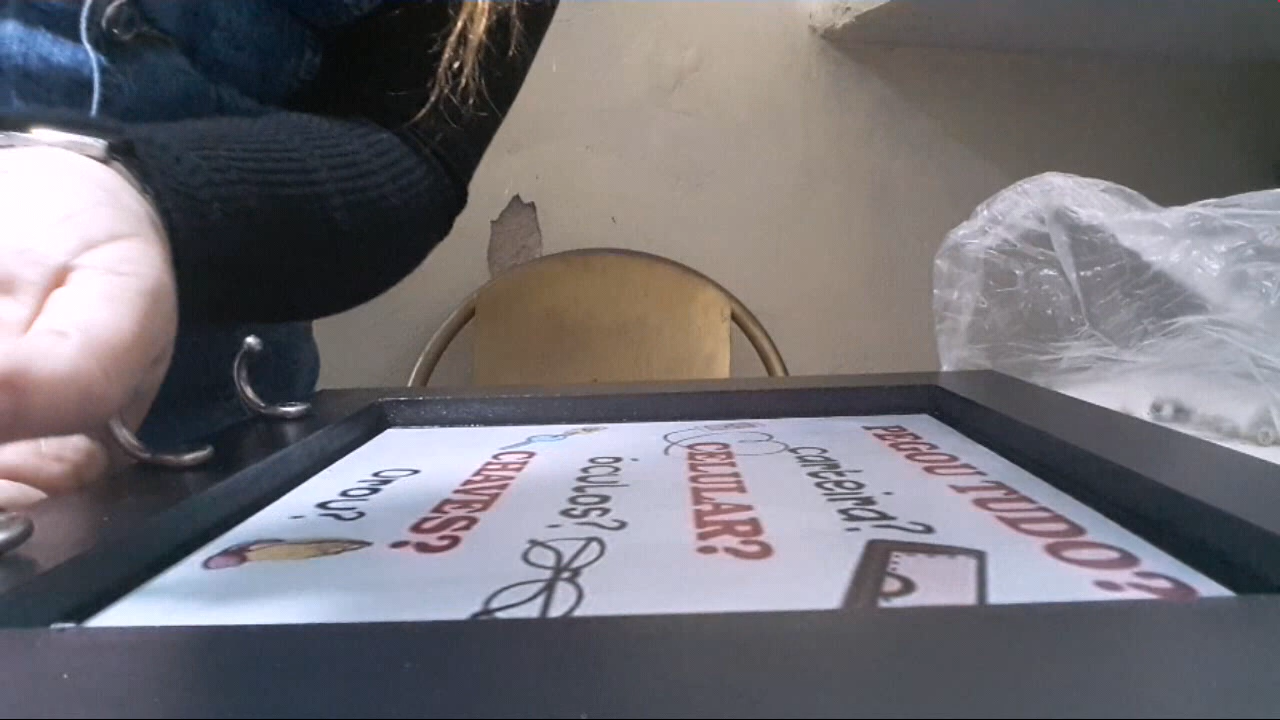 PEGOU TUDO?
carteira?
CELULAR?
óculos?
CHAVES?
orou?